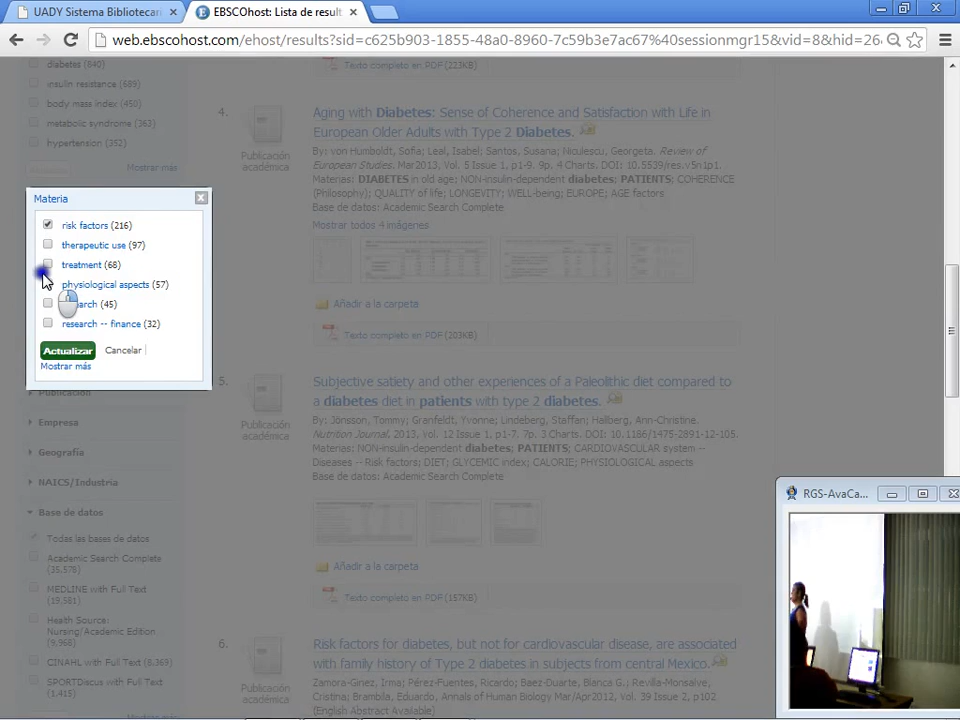 UADY Sistema Bibliotecari
EBSCOhost: Lista de result
web.ebscohost.com/ehost/results?sid=c625b903-1855-48a0-8960-7c59b3e7ac67%40sessionmgr15&vid=8&hid=26
diabetes (840)
insulin resistance (689)
body mass index (450)
metabolic syndrome (363)
hypertension (352)
Mostrar más
Materia
risk factors (216)
therapeutic use (97)
treatment (68)
physiological aspects (57)
(45)
research -- finance (32)
Actualizar
Cancelar
Mostrar más
Publicación
Empresa
Geografía
NAICS/Industria
Base de datos
Todas las bases de datos
Academic Search Complete
(35,578)
MEDLINE with Full Text
(19,581)
Heath Source:
Nursing/Academic Edition
(9,968)
CINAHL with Full Text (8,369)
SPORTDiscus with Full Text
(1,415)
Mostrar más
Texto completo en PDF (223KB)
4.
Publicación
académica
Aging with Diabetes: Sense of Coherence and Satisfaction with Life in
European Older Adults with Type 2 Diabetes.
By: von Humboldt, Sofia; Leal, Isabel; Santos, Susana; Niculescu, Georgeta. Review of
European Studies. Mar2013, Vol. 5 Issue 1, p1-9. 9p. 4 Charts. DOI: 10.5539/res.v5n1p1.
Materias: DIABETES in old age; NON-insulin-dependent diabetes; PATIENTS; COHERENCE
(Philosophy); QUALITY of life; LONGEVITY; WELL-being; EUROPE; AGE factors
Base de datos: Academic Search Complete
Mostrar todos 4 imágenes
Añadir a la carpeta
Texto completo en PDF (203KB)
5.
Publicación
académica
Subjective satiety and other experiences of a Paleolithic diet compared to
a diabetes diet in patients with type 2 diabetes.
By: Jönsson, Tommy; Granfeldt, Yvonne; Lindeberg, Staffan; Hallberg, Ann-Christine.
Nutrition Journal. 2013, vol. 12 Issue 1, p1-7. 7p. 3 Charts. DOI: 10.1186/1475-2891-12-105.
Materias: NON-insulin-dependent diabetes; PATIENTS; CARDIOVASCULAR system --
Diseases -- Risk factors; DIET; GLYCEMIC index; CALORIE; PHYSIOLOGICAL aspects
Base de datos: Academic Search Complete
Añadir a la carpeta
Texto completo en PDF (157KB)
6.
Publicación
académica
Risk factors for diabetes, but not for cardiovascular disease, are associated
with family history of Type 2 diabetes in subjects from central Mexico.
Zamora-Ginez, Irma; Pérez-Fuentes, Ricardo; Baez-Duarte, Blanca G.; Revilla-Monsalve,
Cristina; Brambila, Eduardo, Annals of Human Biology Mar/Apr2012, Vol. 39 Issue 2, p102
(English Abstract Available)
RGS-AvaCa...